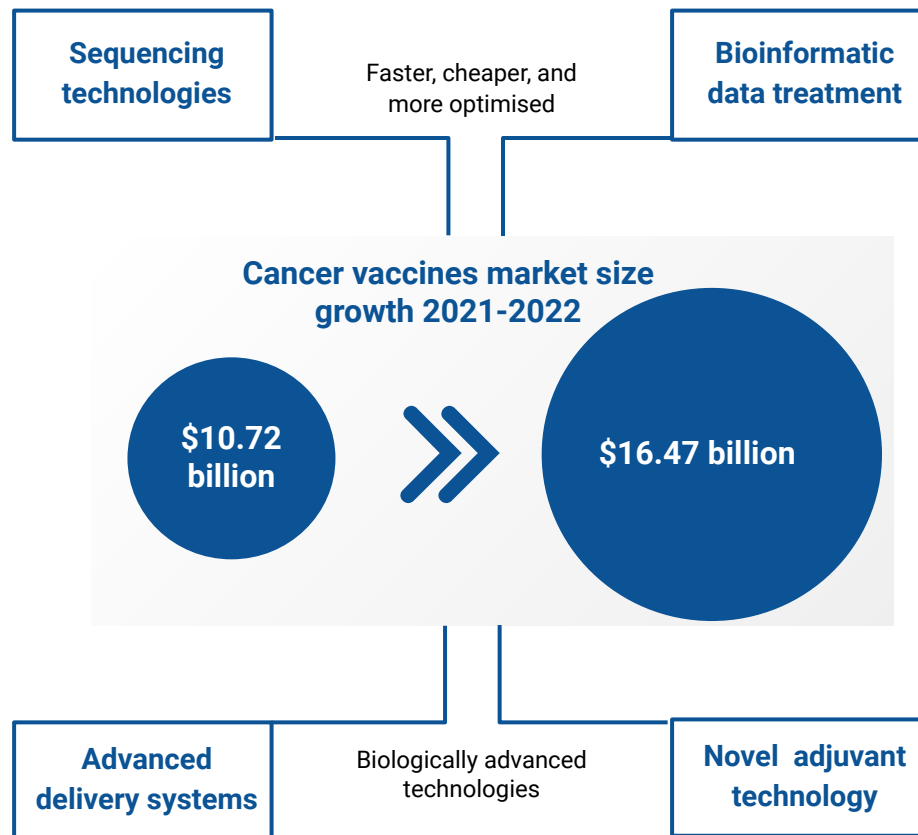 Sequencing
technologies
Faster, cheaper, and
more optimised
Bioinformatic
data treatment
Cancer vaccines market size
growth 2021-2022
$10.72
billion
$16.47 billion
Advanced
delivery systems
Biologically advanced
technologies
Novel adjuvant
technology